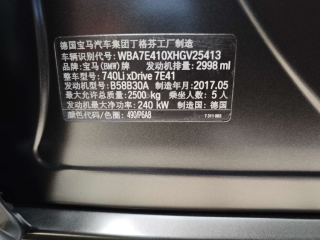 德国宝马汽车集团丁格芬工厂制造
车辆识别代号: WBA7E410XHGV25413
品牌: 宝马(BMW) 发动机排量: 2998 ml
整车型号: 740Li xDrive 7E41
发动机型号: B58B30A 制造年月: 2017.05
最大允许总质量: 2500 kg 乘坐人数: 5 人
发动机最大净功率: 240 kW 制造国: 德国
颜色代码/色圈: 490/P6A8